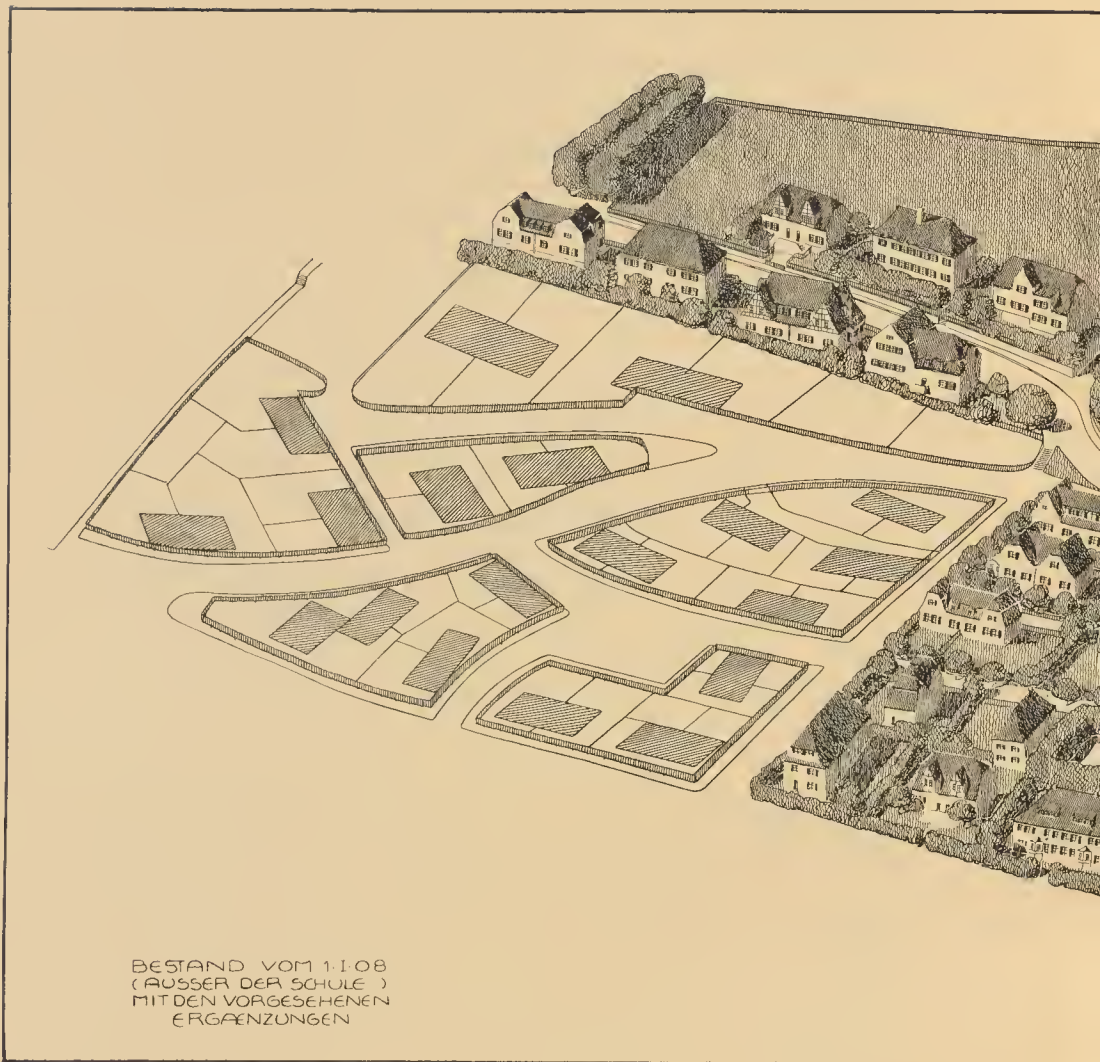 BESTAND VOM 1·I·08
(AUSSER DER SCHULE )
MIT DEN VORGESEHENEN
ERGAENZUNGEN